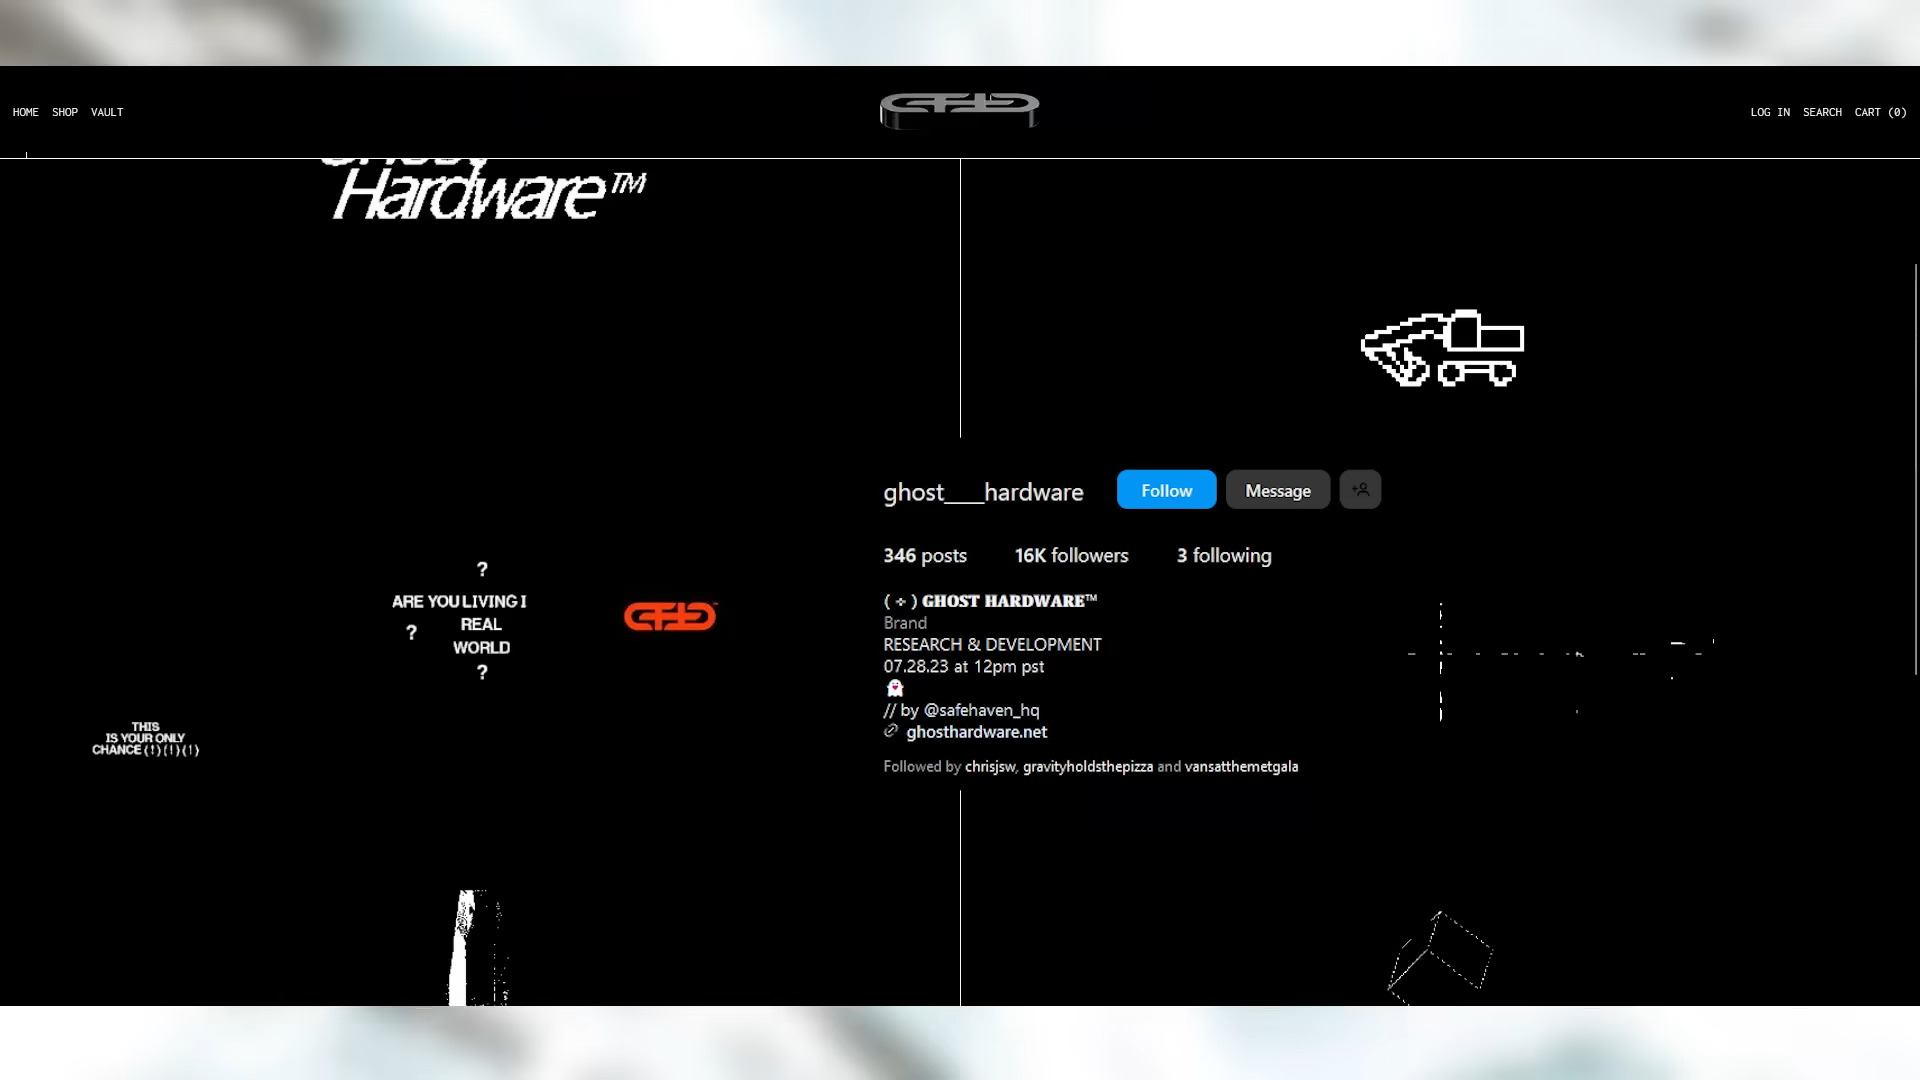 HOME SHOP VAULT
LOG IN SEARCH CART (0)
Hardware™
ghost____hardware
Follow
Message
346 posts 16K followers 3 following
( ⟡ ) GHOST HARDWARE™
Brand
RESEARCH & DEVELOPMENT
07.28.23 at 12pm pst
👻
// by @safehaven_hq
ghosthardware.net
Followed by chrisjsw, gravityholdsthepizza and vansatthemetgala
?
ARE YOU LIVING I
REAL
?
WORLD
?
THIS
IS YOUR ONLY
CHANCE (!) (!) (!)